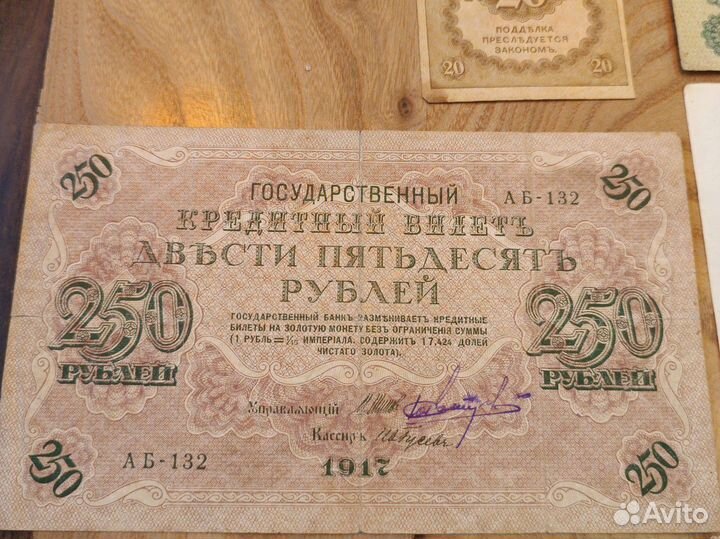 20
ПОДДѢЛКА
ПРЕСЛѢДУЕТСЯ
ЗАКОНОМЪ.
20 20
250 250
ГОСУДАРСТВЕННЫЙ АБ-132
КРЕДИТНЫЙ БИЛЕТЪ
ДВѢСТИ ПЯТЬДЕСЯТЪ
РУБЛЕЙ
250 250
РУБЛЕЙ РУБЛЕЙ
ГОСУДАРСТВЕННЫЙ БАНКЪ РАЗМѢНИВАЕТЪ КРЕДИТНЫЕ
БИЛЕТЫ НА ЗОЛОТУЮ МОНЕТУ БЕЗЪ ОГРАНИЧЕНІЯ СУММЫ
(1 РУБЛЬ = 1/15 ИМПЕРІАЛА. СОДЕРЖИТЪ 17,424 ДОЛЕЙ
ЧИСТАГО ЗОЛОТА).
Управляющій
Кассиръ
АБ-132
1917
250 250
Avito